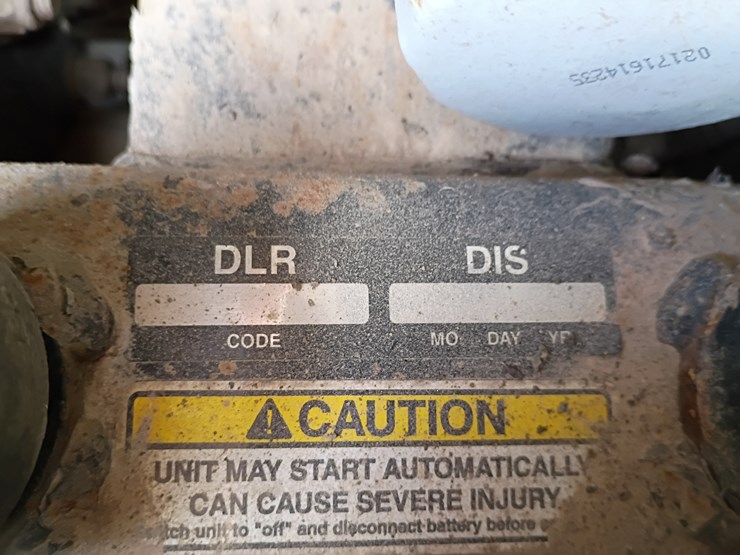 02171614235
DLR DIS
CODE MO DAY YR
CAUTION
UNIT MAY START AUTOMATICALLY
CAN CAUSE SEVERE INJURY
unit to "off" and disconnect battery before